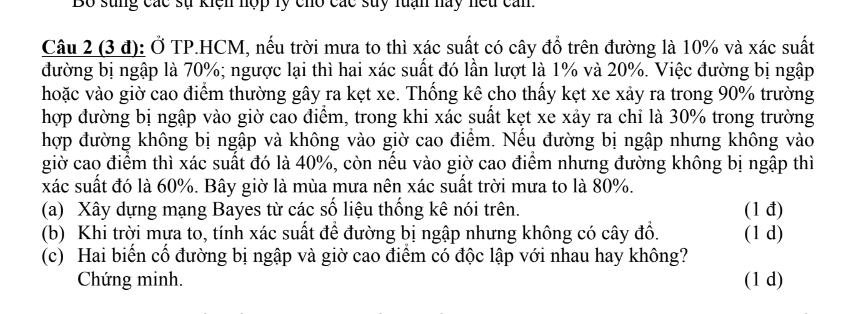 Bổ sung các sự kiện hợp lý cho các suy luận này nếu cần.
Câu 2 (3 đ): Ở TP.HCM, nếu trời mưa to thì xác suất có cây đổ trên đường là 10% và xác suất
đường bị ngập là 70%; ngược lại thì hai xác suất đó lần lượt là 1% và 20%. Việc đường bị ngập
hoặc vào giờ cao điểm thường gây ra kẹt xe. Thống kê cho thấy kẹt xe xảy ra trong 90% trường
hợp đường bị ngập vào giờ cao điểm, trong khi xác suất kẹt xe xảy ra chỉ là 30% trong trường
hợp đường không bị ngập và không vào giờ cao điểm. Nếu đường bị ngập nhưng không vào
giờ cao điểm thì xác suất đó là 40%, còn nếu vào giờ cao điểm nhưng đường không bị ngập thì
xác suất đó là 60%. Bây giờ là mùa mưa nên xác suất trời mưa to là 80%.
(a) Xây dựng mạng Bayes từ các số liệu thống kê nói trên. (1 đ)
(b) Khi trời mưa to, tính xác suất để đường bị ngập nhưng không có cây đổ. (1 d)
(c) Hai biến cố đường bị ngập và giờ cao điểm có độc lập với nhau hay không?
Chứng minh. (1 d)